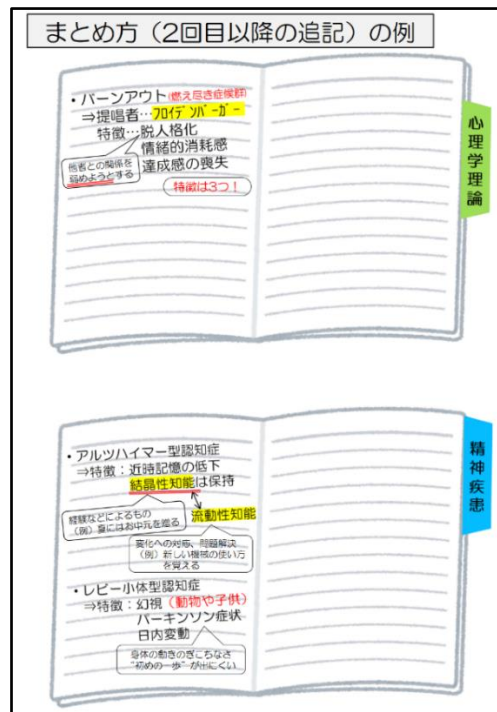 まとめ方（2回目以降の追記）の例
・バーンアウト（燃え尽き症候群）
⇒提唱者…フロイデンバーガー
特徴…脱人格化
情緒的消耗感
達成感の喪失
他者との関係を
弱めようとする
特徴は3つ！
心理学理論
・アルツハイマー型認知症
⇒特徴：近時記憶の低下
結晶性知能は保持
経験などによるもの
（例）夏にはお中元を贈る
流動性知能
変化への対応、問題解決
（例）新しい機械の使い方
を覚える
・レビー小体型認知症
⇒特徴：幻視（動物や子供）
パーキンソン症状
日内変動
身体の動きのぎこちなさ
“初めの一歩”が出にくい
精神疾患